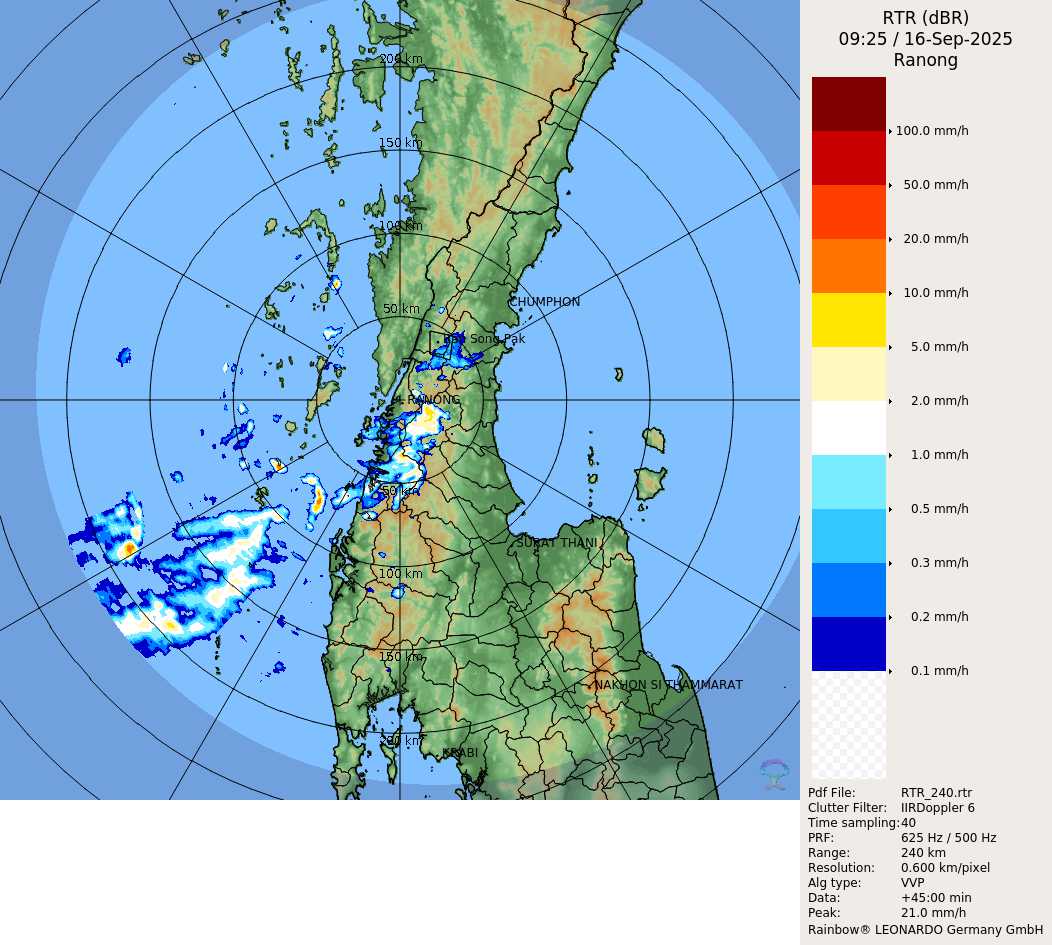 RTR (dBR)
09:25 / 16-Sep-2025
Ranong
100.0 mm/h
50.0 mm/h
20.0 mm/h
10.0 mm/h
5.0 mm/h
2.0 mm/h
1.0 mm/h
0.5 mm/h
0.3 mm/h
0.2 mm/h
0.1 mm/h
Pdf File: RTR_240.rtr
Clutter Filter: IIRDoppler 6
Time sampling: 40
PRF: 625 Hz / 500 Hz
Range: 240 km
Resolution: 0.600 km/pixel
Alg type: VVP
Data: +45:00 min
Peak: 21.0 mm/h
Rainbow® LEONARDO Germany GmbH
200 km
150 km
100 km
CHUMPHON
50 km
Ban Song Pak
RANONG
50 km
SURAT THANI
100 km
150 km
NAKHON SI THAMMARAT
200 km
KRABI